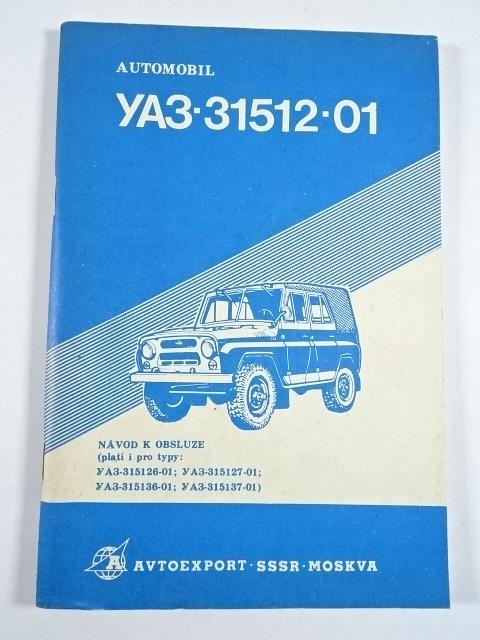 AUTOMOBIL
УАЗ-31512-01
NÁVOD K OBSLUZE
(platí i pro typy:
УАЗ-315126-01; УАЗ-315127-01;
УАЗ-315136-01; УАЗ-315137-01)
A AVTOEXPORT · SSSR · MOSKVA